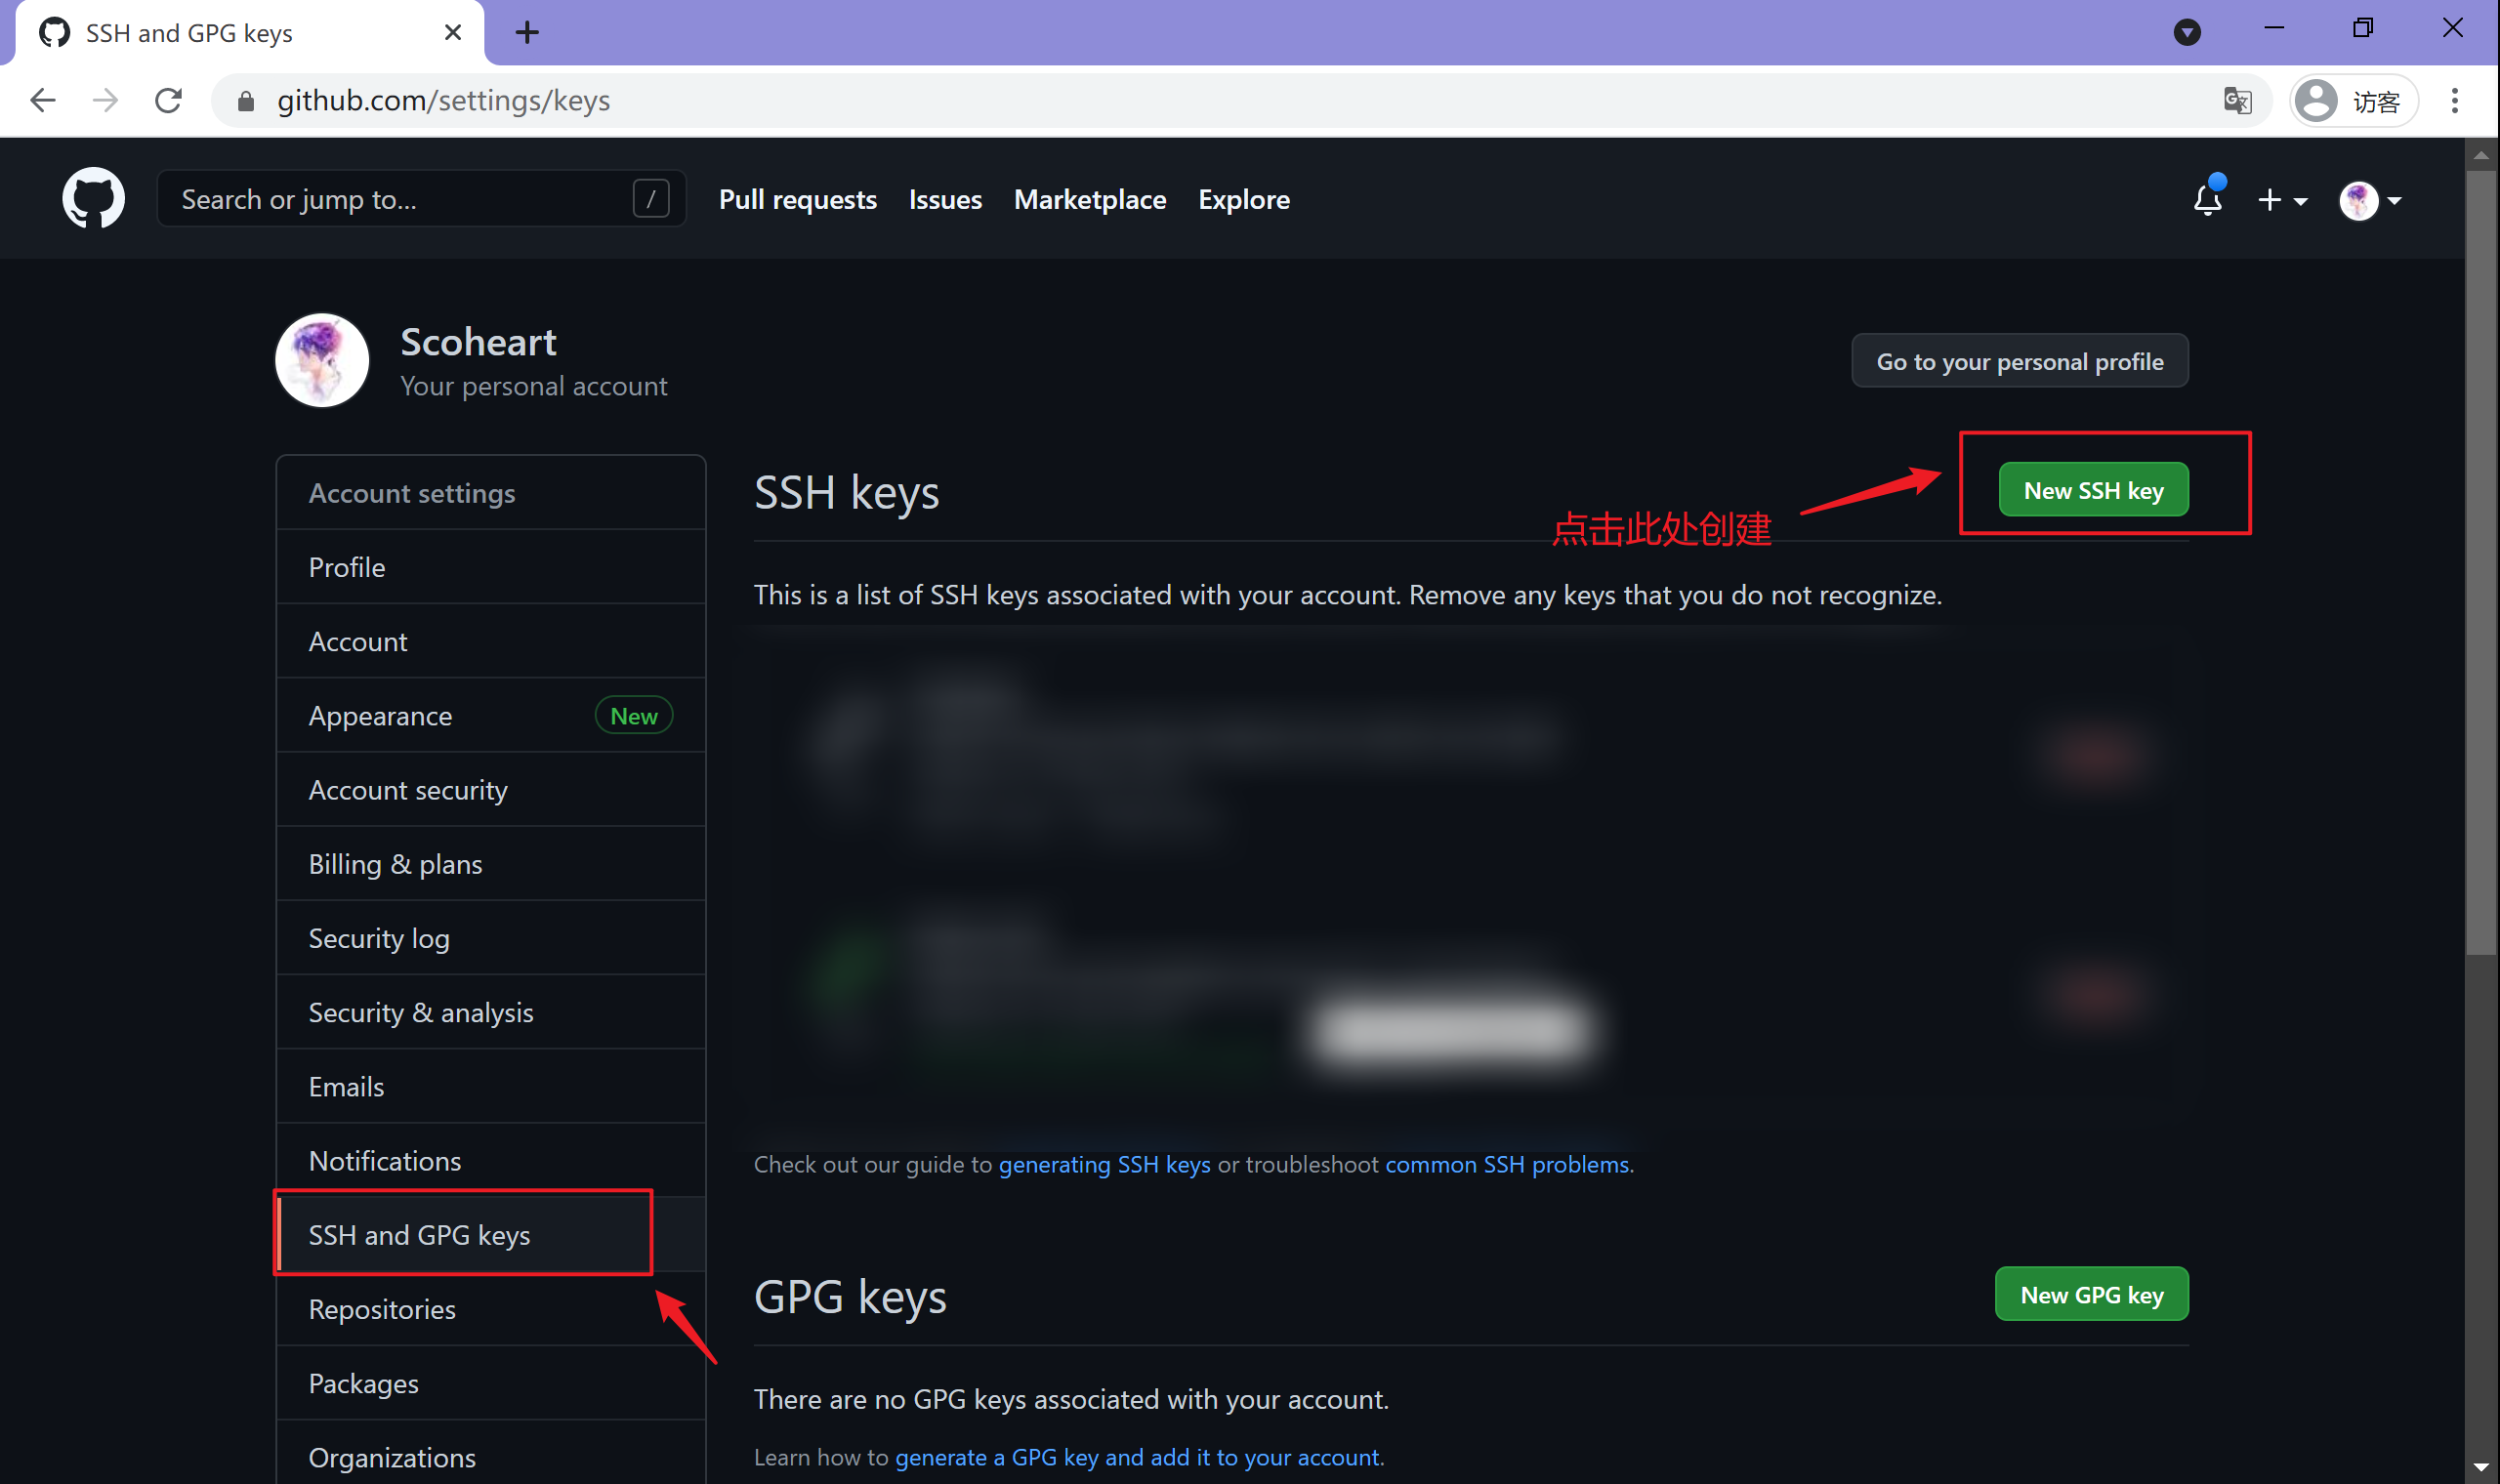 SSH and GPG keys
github.com/settings/keys
访客
Search or jump to...
/
Pull requests
Issues
Marketplace
Explore
Scoheart
Your personal account
Go to your personal profile
Account settings
Profile
Account
Appearance
New
Account security
Billing & plans
Security log
Security & analysis
Emails
Notifications
SSH and GPG keys
Repositories
Packages
Organizations
SSH keys
New SSH key
点击此处创建
This is a list of SSH keys associated with your account. Remove any keys that you do not recognize.
Check out our guide to generating SSH keys or troubleshoot common SSH problems.
GPG keys
New GPG key
There are no GPG keys associated with your account.
Learn how to generate a GPG key and add it to your account.